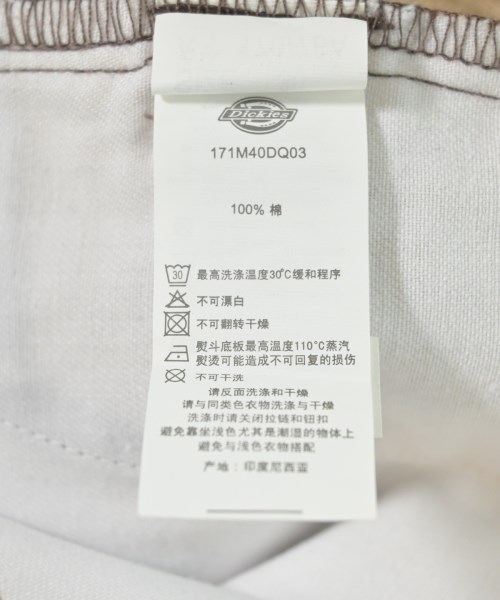 Dickies
171M40DQ03
100% 棉
30
最高洗涤温度30℃缓和程序
不可漂白
不可翻转干燥
熨斗底板最高温度110℃蒸汽
熨烫可能造成不可回复的损伤
不可干洗
请反面洗涤和干燥
请与同类色衣物洗涤与干燥
洗涤时请关闭拉链和钮扣
避免靠坐浅色尤其是潮湿的物体上
避免与浅色衣物搭配
产地: 印度尼西亚